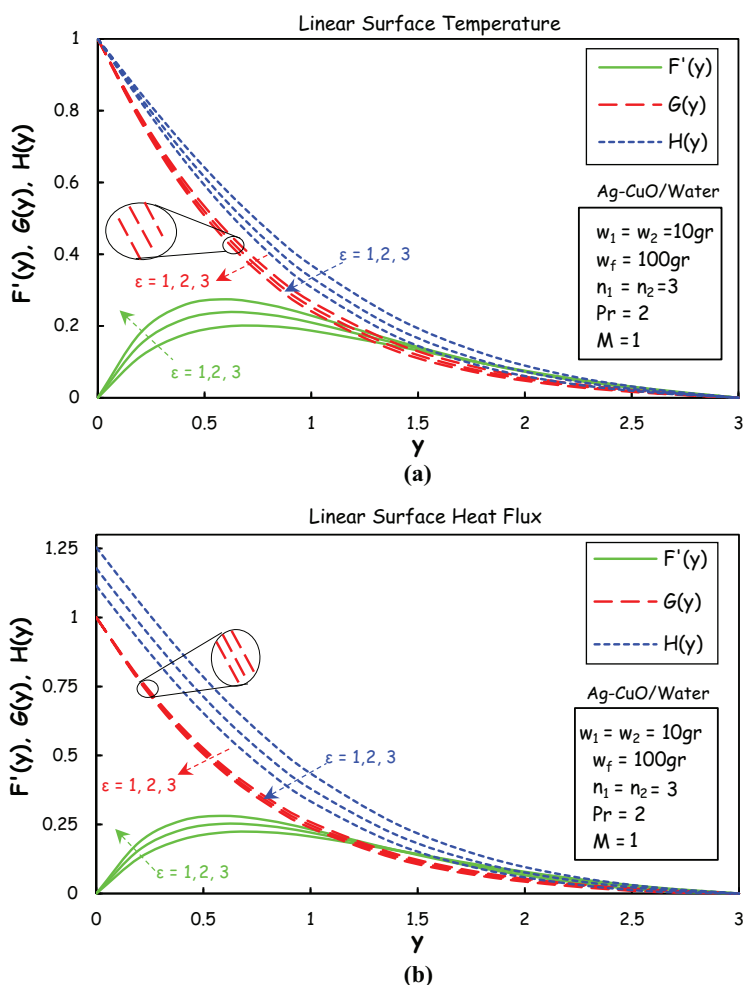 Linear Surface Temperature
F'(y), G(y), H(y)
1
0.8
0.6
0.4
0.2
0
0
0.5
1
1.5
2
2.5
3
y
F'(y)
G(y)
H(y)
Ag-CuO/Water
w₁ = w₂ =10gr
w_f = 100gr
n₁ = n₂=3
Pr = 2
M = 1
ε = 1, 2, 3
ε = 1, 2, 3
ε = 1,2, 3
(a)
Linear Surface Heat Flux
F'(y), G(y), H(y)
1.25
1
0.75
0.5
0.25
0
0
0.5
1
1.5
2
2.5
3
y
F'(y)
G(y)
H(y)
Ag-CuO/Water
w₁ = w₂ = 10gr
w_f = 100gr
n₁ = n₂ = 3
Pr = 2
M = 1
ε = 1, 2, 3
ε = 1, 2, 3
ε = 1,2, 3
(b)